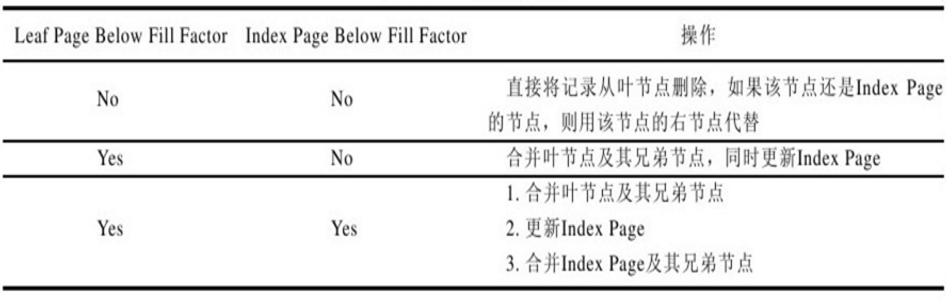 Leaf Page Below Fill Factor Index Page Below Fill Factor 操作
No No 直接将记录从叶节点删除，如果该节点还是Index Page
的节点，则用该节点的右节点代替
Yes No 合并叶节点及其兄弟节点，同时更新Index Page
1. 合并叶节点及其兄弟节点
Yes Yes 2. 更新Index Page
3. 合并Index Page及其兄弟节点